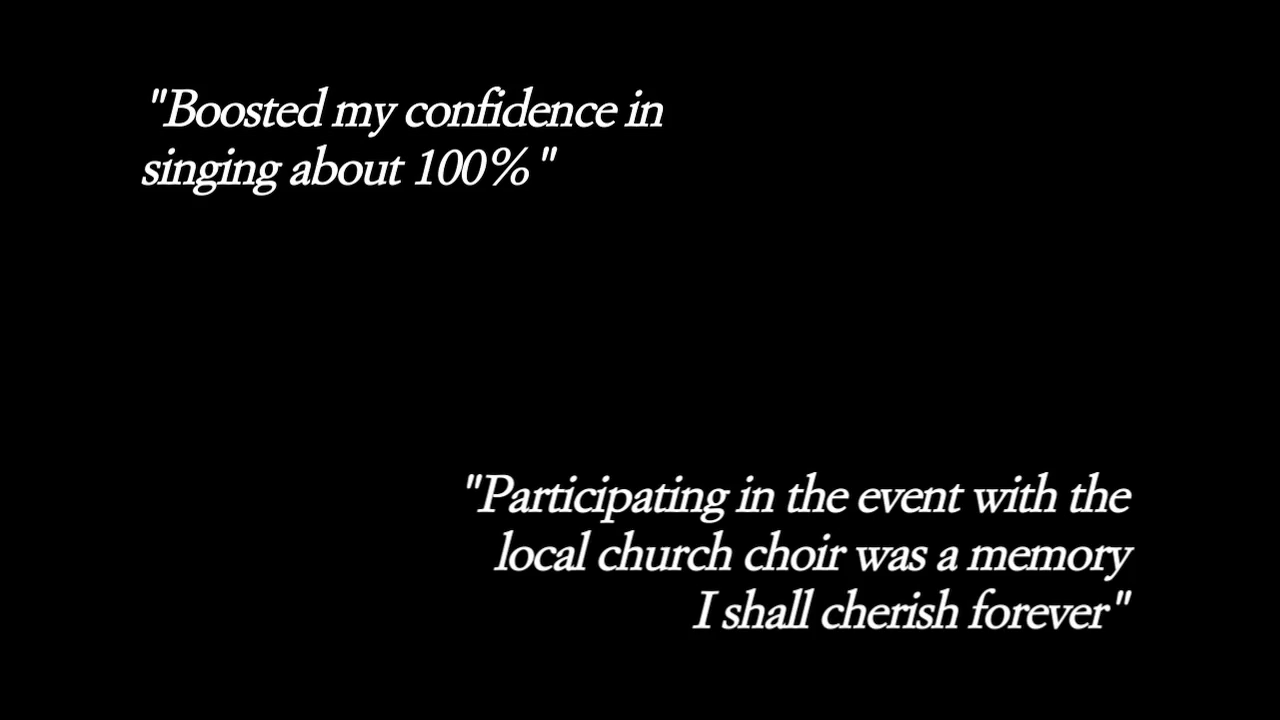 "Boosted my confidence in
singing about 100%"
"Participating in the event with the
local church choir was a memory
I shall cherish forever"